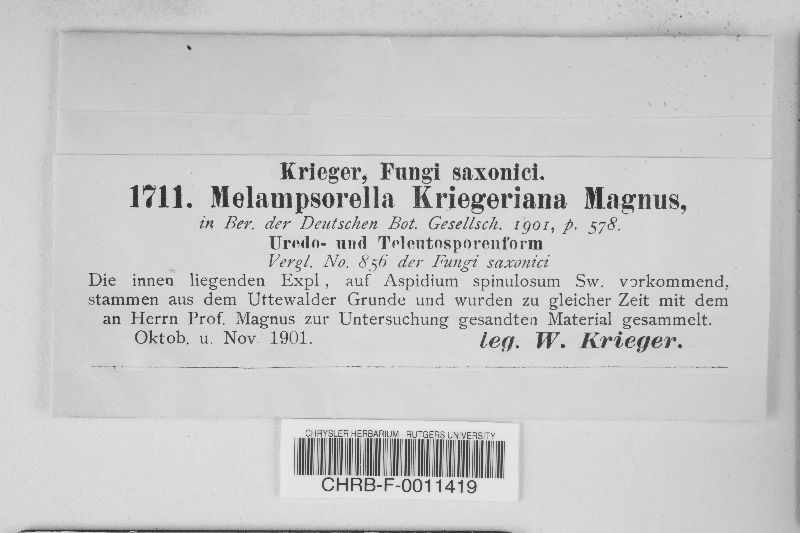 Krieger, Fungi saxonici.
1711. Melampsorella Kriegeriana Magnus,
in Ber. der Deutschen Bot. Gesellsch. 1901, p. 578.
Uredo- und Teleutosporenform
Vergl. No. 856 der Fungi saxonici
Die innen liegenden Expl, auf Aspidium spinulosum Sw. vorkommend,
stammen aus dem Uttewalder Grunde und wurden zu gleicher Zeit mit dem
an Herrn Prof. Magnus zur Untersuchung gesandten Material gesammelt.
Oktob. u. Nov 1901. leg. W. Krieger.
CHRYSLER HERBARIUM - RUTGERS UNIVERSITY
CHRB-F-0011419